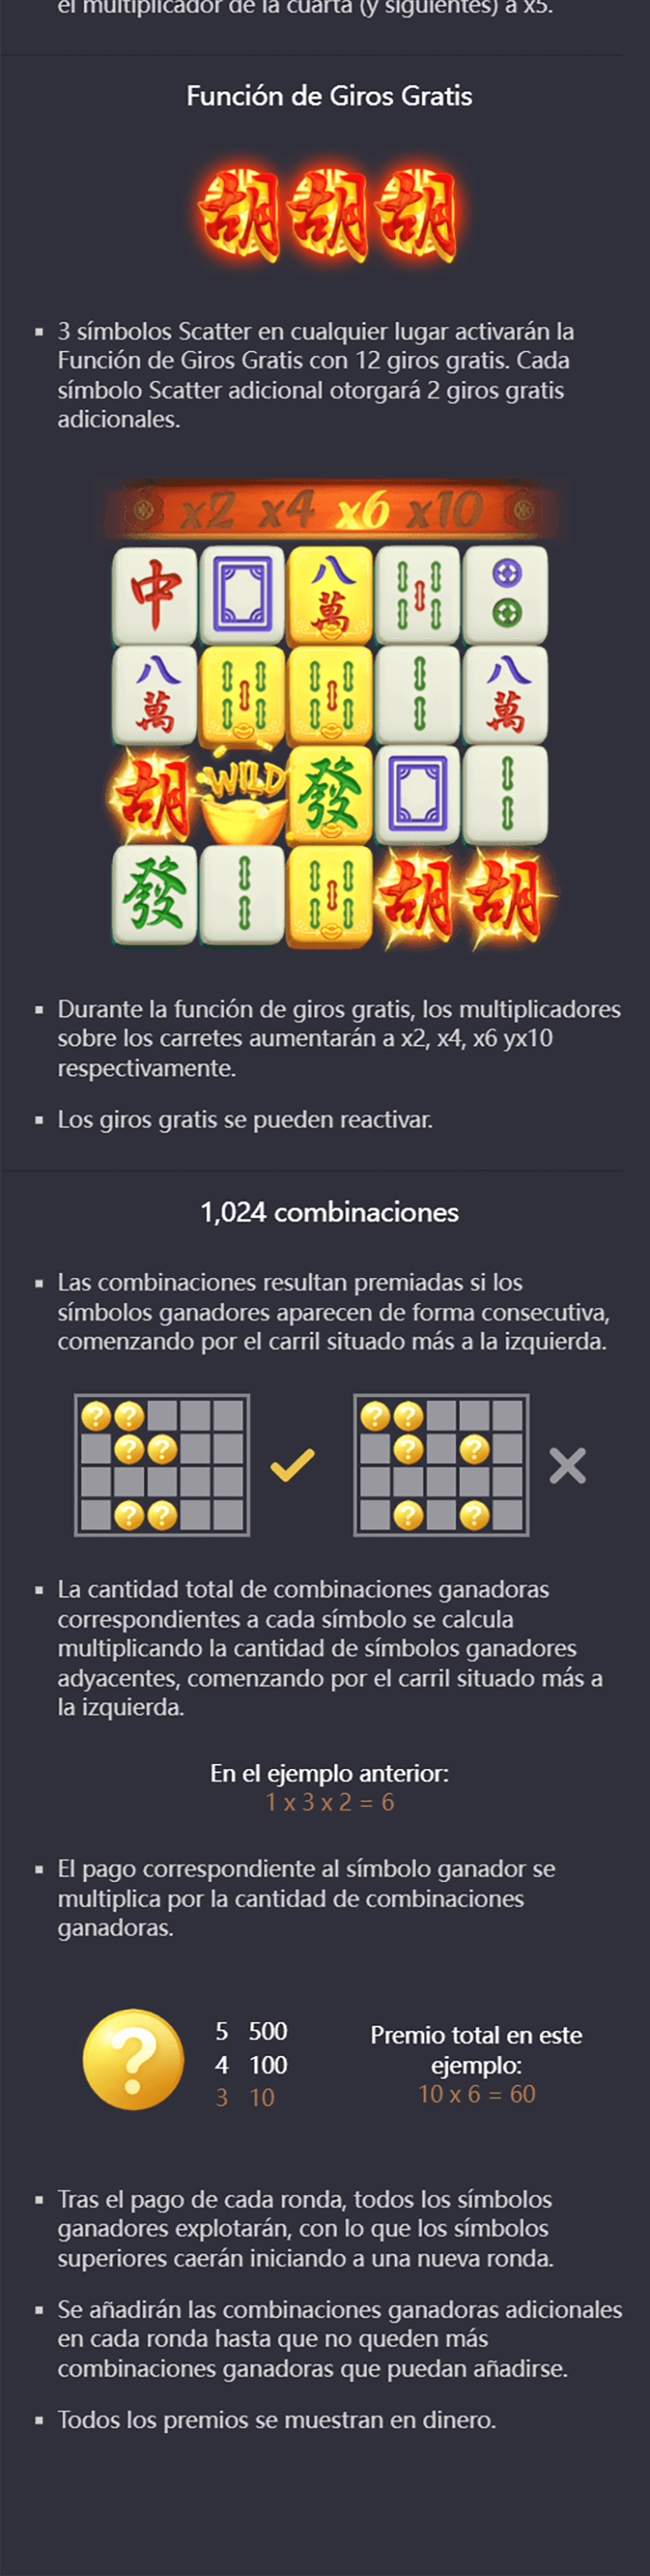 el multiplicador de la cuarta (y siguientes) a x5.
Función de Giros Gratis
胡胡胡
▪ 3 símbolos Scatter en cualquier lugar activarán la
Función de Giros Gratis con 12 giros gratis. Cada
símbolo Scatter adicional otorgará 2 giros gratis
adicionales.
x2 x4 x6 x10
中 八萬
八萬 八萬
胡 WILD 發
發 胡 胡
▪ Durante la función de giros gratis, los multiplicadores
sobre los carretes aumentarán a x2, x4, x6 yx10
respectivamente.
▪ Los giros gratis se pueden reactivar.
1,024 combinaciones
▪ Las combinaciones resultan premiadas si los
símbolos ganadores aparecen de forma consecutiva,
comenzando por el carril situado más a la izquierda.
? ? ? ?
? ? ? ?
? ? ? ?
▪ La cantidad total de combinaciones ganadoras
correspondientes a cada símbolo se calcula
multiplicando la cantidad de símbolos ganadores
adyacentes, comenzando por el carril situado más a
la izquierda.
En el ejemplo anterior:
1 x 3 x 2 = 6
▪ El pago correspondiente al símbolo ganador se
multiplica por la cantidad de combinaciones
ganadoras.
?
5 500
4 100
3 10
Premio total en este
ejemplo:
10 x 6 = 60
▪ Tras el pago de cada ronda, todos los símbolos
ganadores explotarán, con lo que los símbolos
superiores caerán iniciando a una nueva ronda.
▪ Se añadirán las combinaciones ganadoras adicionales
en cada ronda hasta que no queden más
combinaciones ganadoras que puedan añadirse.
▪ Todos los premios se muestran en dinero.